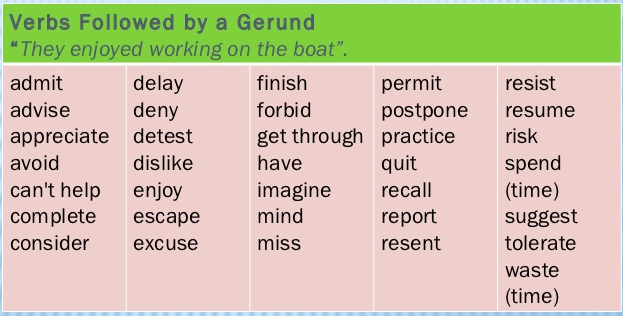 Verbs Followed by a Gerund
“They enjoyed working on the boat”.
admit
advise
appreciate
avoid
can't help
complete
consider
delay
deny
detest
dislike
enjoy
escape
excuse
finish
forbid
get through
have
imagine
mind
miss
permit
postpone
practice
quit
recall
report
resent
resist
resume
risk
spend
(time)
suggest
tolerate
waste
(time)